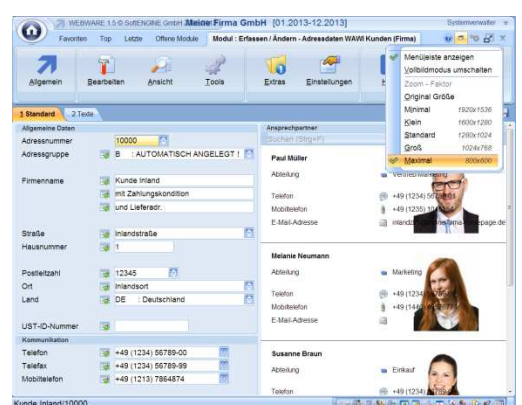 WEBWARE 1.5 © SoftENGINE GmbH
Meine Firma GmbH [01.2013-12.2013]
Systemverwalter
Favoriten Top Letzte Offene Module Modul : Erfassen / Ändern - Adressdaten WAWI Kunden (Firma)
Allgemein Bearbeiten Ansicht Tools Extras Einstellungen
Menüleiste anzeigen
Vollbildmodus umschalten
Zoom - Faktor
Original Größe
Minimal 1920x1536
Klein 1600x1280
Standard 1280x1024
Groß 1024x768
Maximal 800x600
1 Standard 2 Texte
Allgemeine Daten
Adressnummer 10000
Adressgruppe B : AUTOMATISCH ANGELEGT !
Firmenname Kunde Inland
mit Zahlungskondition
und Lieferadr.
Straße Inlandstraße
Hausnummer 1
Postleitzahl 12345
Ort Inlandsort
Land DE : Deutschland
UST-ID-Nummer
Kommunikation
Telefon +49 (1234) 56789-00
Telefax +49 (1234) 56789-99
Mobiltelefon +49 (1213) 7864874
Ansprechpartner
Suchen (Strg+F)
Paul Müller
Abteilung Vertrieb/Marketing
Telefon +49 (1234)
Mobiltelefon +49 (1235)
E-Mail-Adresse
Melanie Neumann
Abteilung Marketing
Telefon +49 (1234)
Mobiltelefon
E-Mail-Adresse
Susanne Braun
Abteilung Einkauf
Telefon +49 (1234)
Kunde Inland/10000